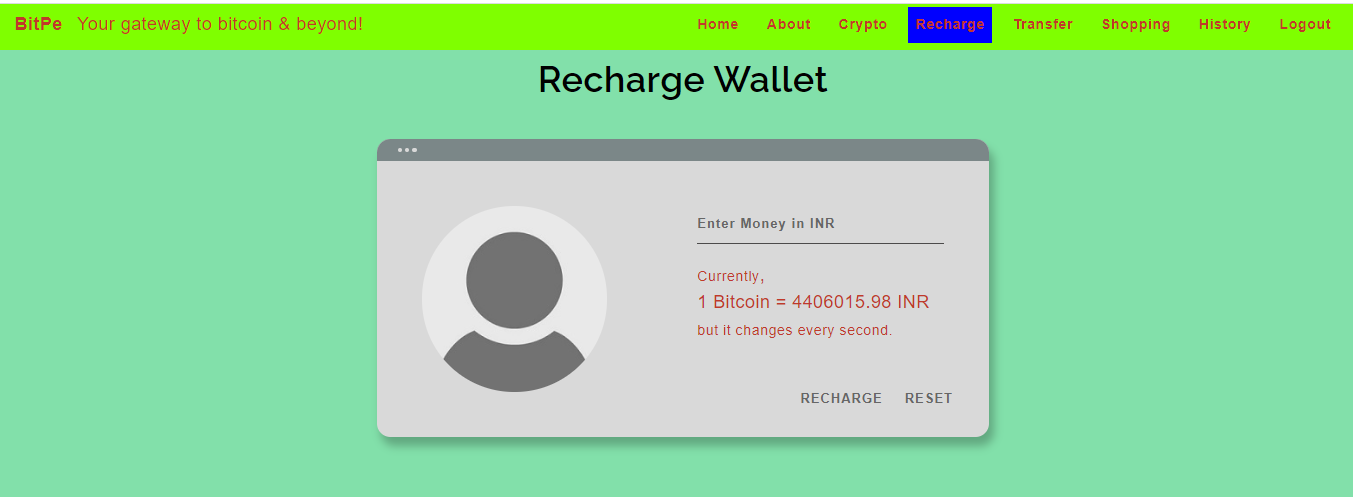 BitPe Your gateway to bitcoin & beyond! Home About Crypto Recharge Transfer Shopping History Logout
Recharge Wallet
Enter Money in INR
Currently,
1 Bitcoin = 4406015.98 INR
but it changes every second.
RECHARGE RESET